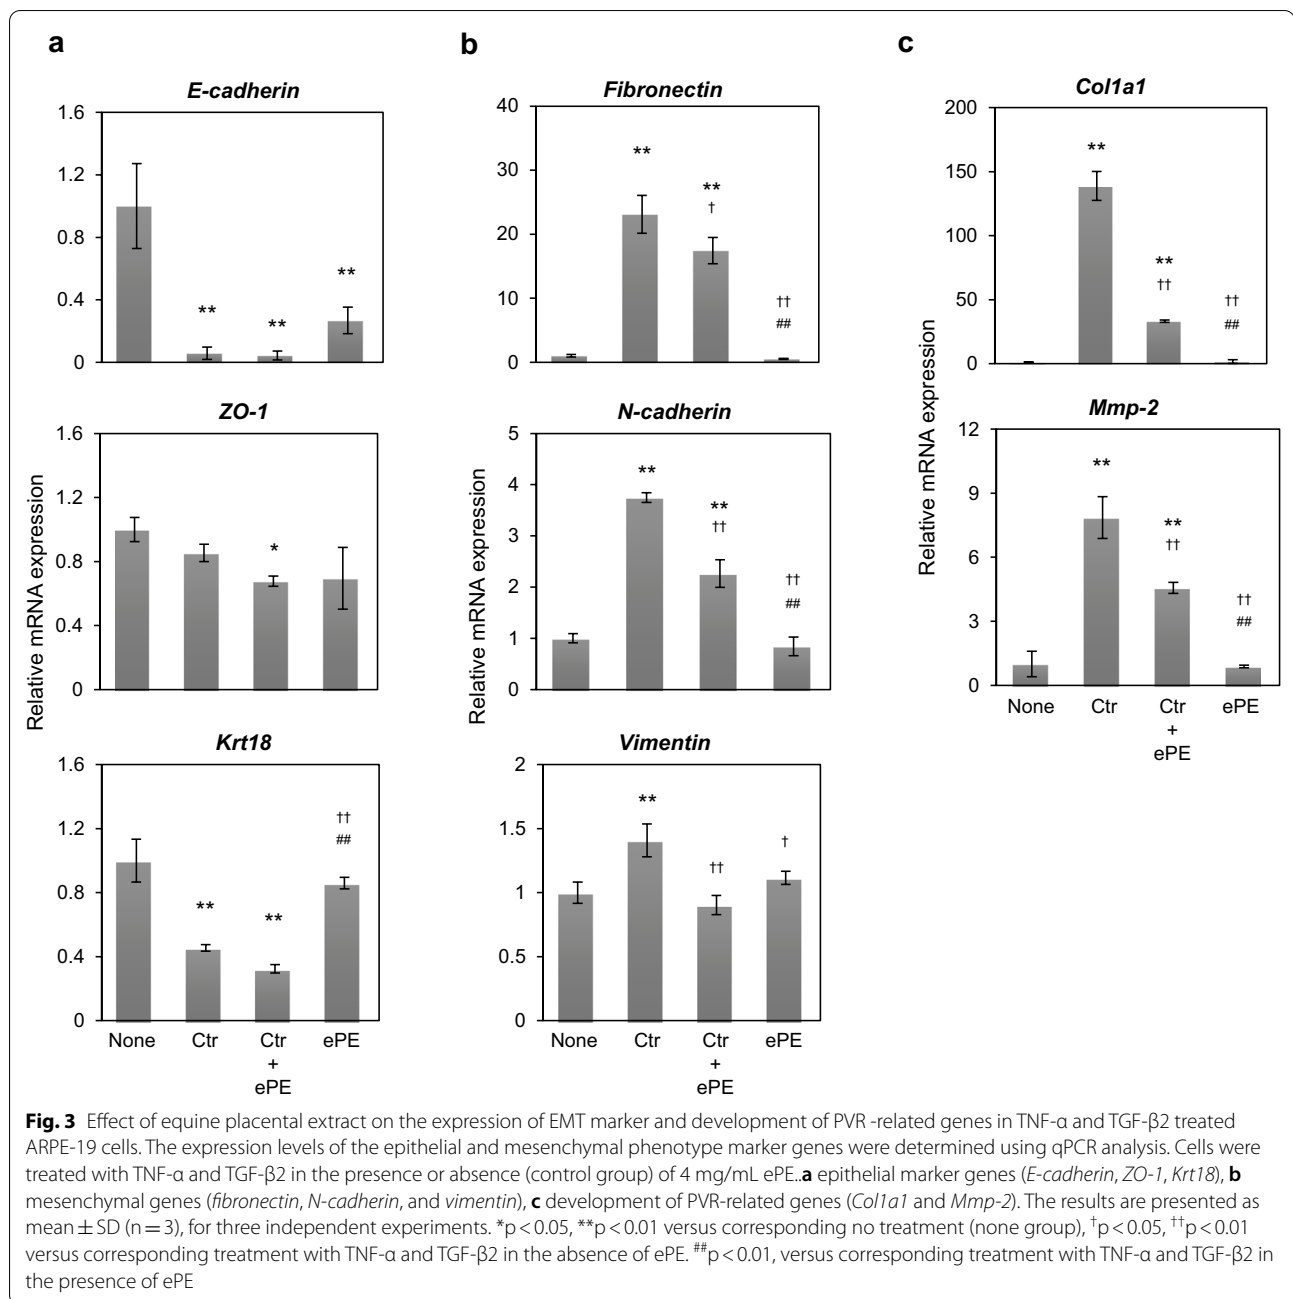 a
b
c
E-cadherin
1.6
1.2
0.8
0.4
0
**
**
**
ZO-1
1.6
1.2
0.8
0.4
0
*
Relative mRNA expression
Krt18
1.6
1.2
0.8
0.4
0
**
**
††
##
None
Ctr
Ctr
+
ePE
ePE
Fibronectin
40
30
20
10
0
**
**
†
††
##
N-cadherin
5
4
3
2
1
0
**
**
††
††
##
Relative mRNA expression
Vimentin
2
1.5
1
0.5
0
**
††
†
None
Ctr
Ctr
+
ePE
ePE
Col1a1
200
150
100
50
0
**
**
††
††
##
Relative mRNA expression
Mmp-2
12
9
6
3
0
**
**
††
††
##
None
Ctr
Ctr
+
ePE
ePE
Fig. 3 Effect of equine placental extract on the expression of EMT marker and development of PVR -related genes in TNF-α and TGF-β2 treated
ARPE-19 cells. The expression levels of the epithelial and mesenchymal phenotype marker genes were determined using qPCR analysis. Cells were
treated with TNF-α and TGF-β2 in the presence or absence (control group) of 4 mg/mL ePE..a epithelial marker genes (E-cadherin, ZO-1, Krt18), b
mesenchymal genes (fibronectin, N-cadherin, and vimentin), c development of PVR-related genes (Col1a1 and Mmp-2). The results are presented as
mean ± SD (n = 3), for three independent experiments. *p < 0.05, **p < 0.01 versus corresponding no treatment (none group), †p < 0.05, ††p < 0.01
versus corresponding treatment with TNF-α and TGF-β2 in the absence of ePE. ##p < 0.01, versus corresponding treatment with TNF-α and TGF-β2 in
the presence of ePE